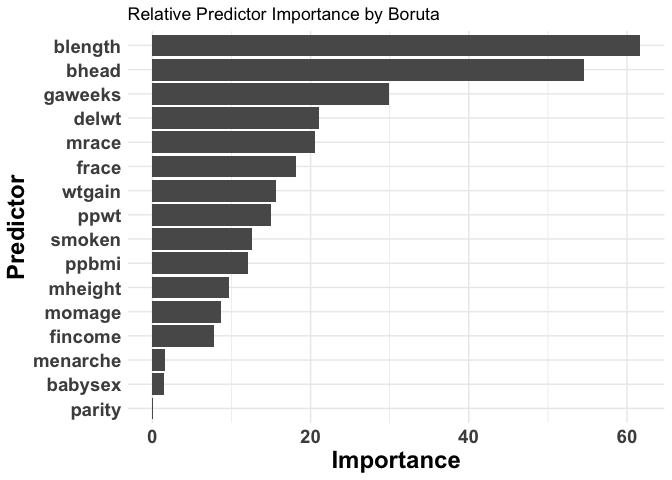 Relative Predictor Importance by Boruta
Predictor
blength
bhead
gaweeks
delwt
mrace
frace
wtgain
ppwt
smoken
ppbmi
mheight
momage
fincome
menarche
babysex
parity
0 20 40 60
Importance